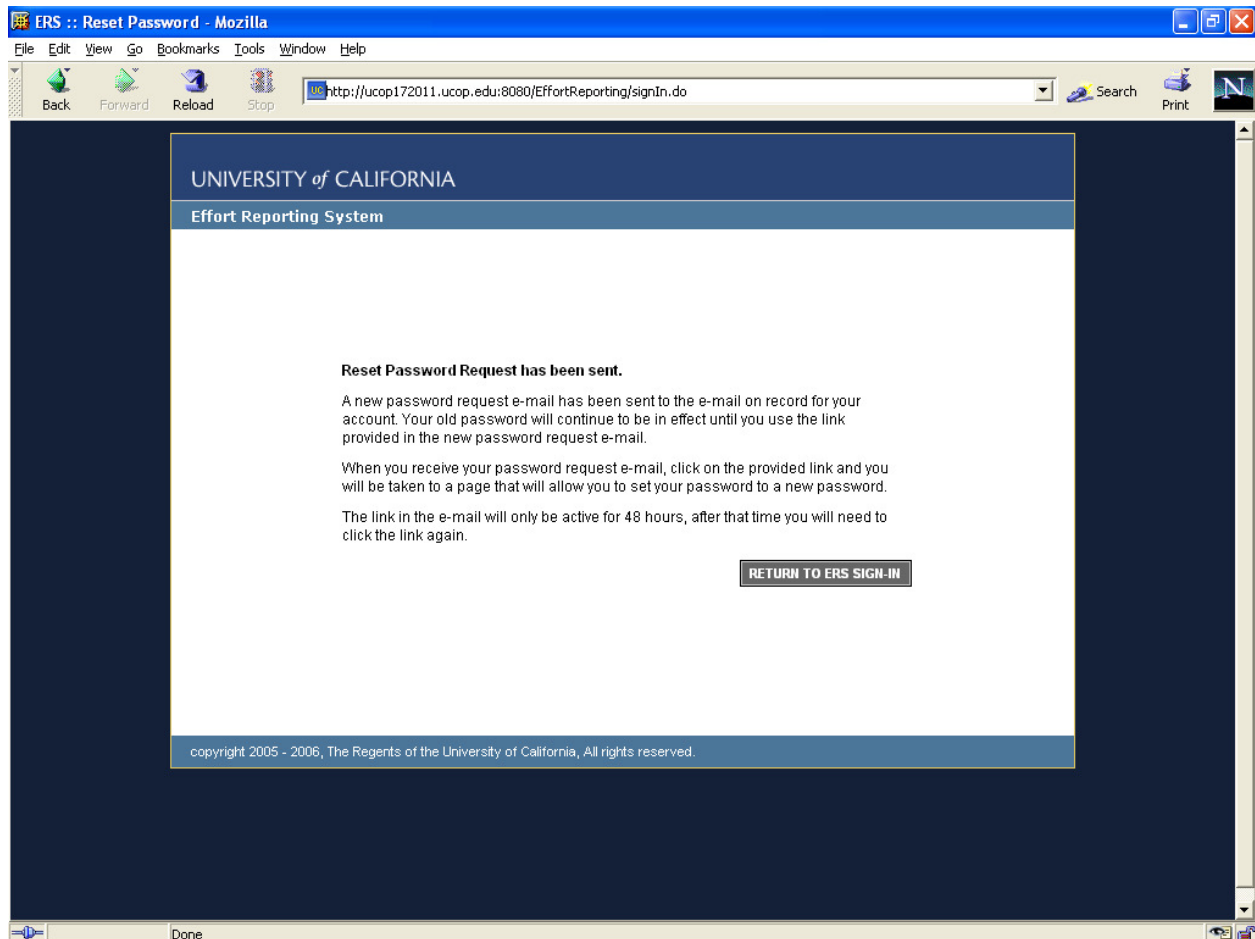 ERS :: Reset Password - Mozilla
File Edit View Go Bookmarks Tools Window Help
Back Forward Reload Stop http://ucop172011.ucop.edu:8080/EffortReporting/signIn.do Search Print N
UNIVERSITY of CALIFORNIA
Effort Reporting System
Reset Password Request has been sent.
A new password request e-mail has been sent to the e-mail on record for your
account. Your old password will continue to be in effect until you use the link
provided in the new password request e-mail.
When you receive your password request e-mail, click on the provided link and you
will be taken to a page that will allow you to set your password to a new password.
The link in the e-mail will only be active for 48 hours, after that time you will need to
click the link again.
RETURN TO ERS SIGN-IN
copyright 2005 - 2006, The Regents of the University of California, All rights reserved.
Done